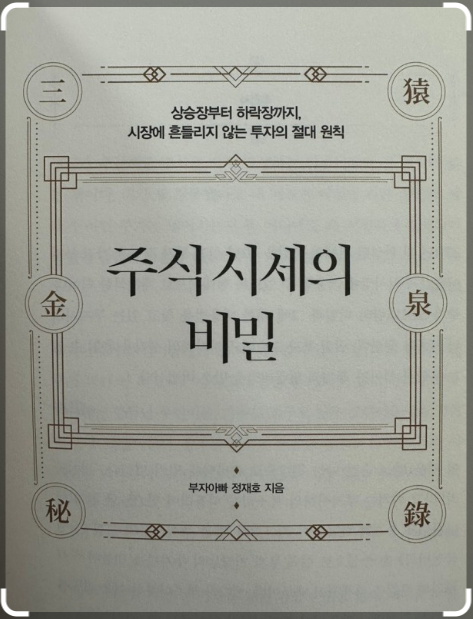 三 猿
상승장부터 하락장까지,
시장에 흔들리지 않는 투자의 절대 원칙
주식 시세의
비밀
金 泉
부자아빠 정재호 지음
秘 錄